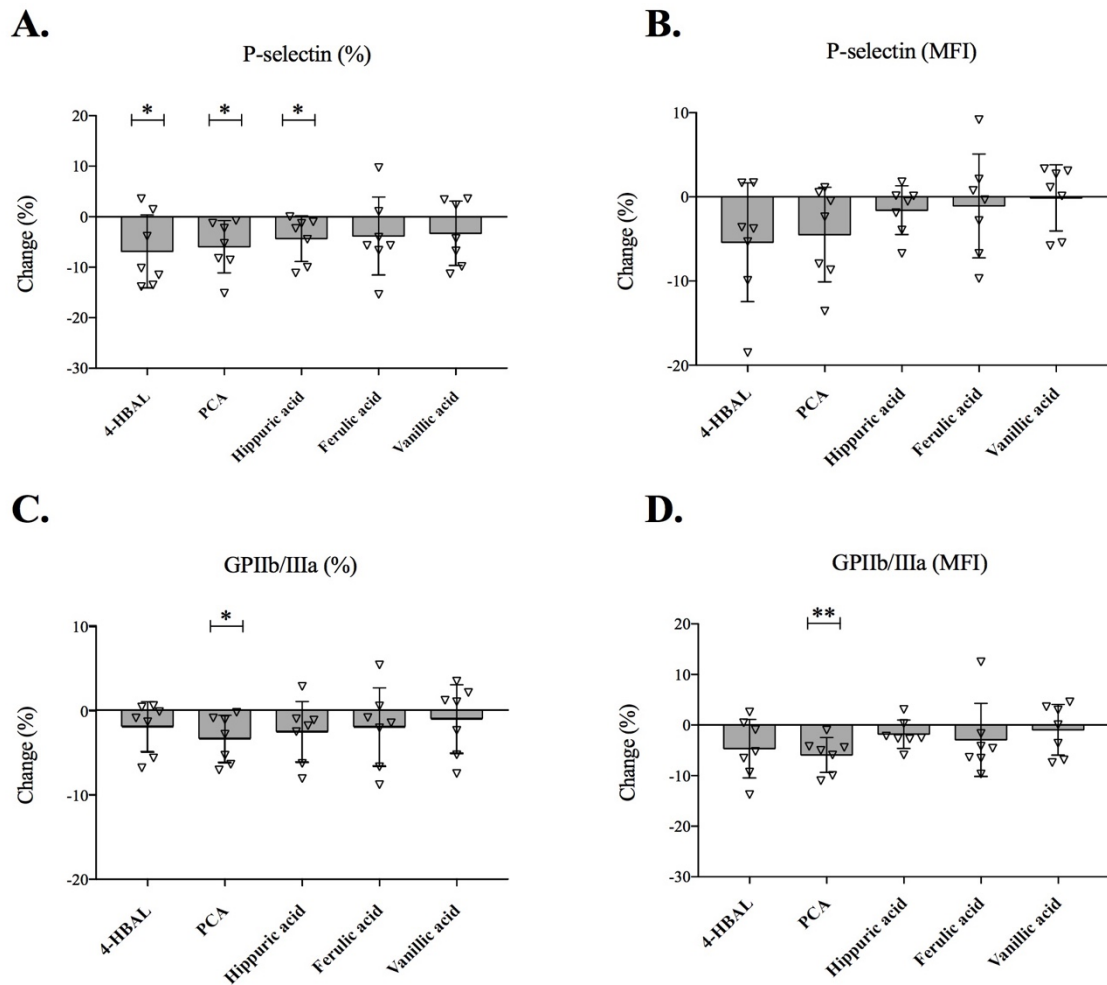 A.
P-selectin (%)
* * *
Change (%)
20
10
0
-10
-20
-30
4-HBAL
PCA
Hippuric acid
Ferulic acid
Vanillic acid
B.
P-selectin (MFI)
Change (%)
10
0
-10
-20
4-HBAL
PCA
Hippuric acid
Ferulic acid
Vanillic acid
C.
GPIIb/IIIa (%)
*
Change (%)
10
0
-10
-20
4-HBAL
PCA
Hippuric acid
Ferulic acid
Vanillic acid
D.
GPIIb/IIIa (MFI)
**
Change (%)
20
10
0
-10
-20
-30
4-HBAL
PCA
Hippuric acid
Ferulic acid
Vanillic acid